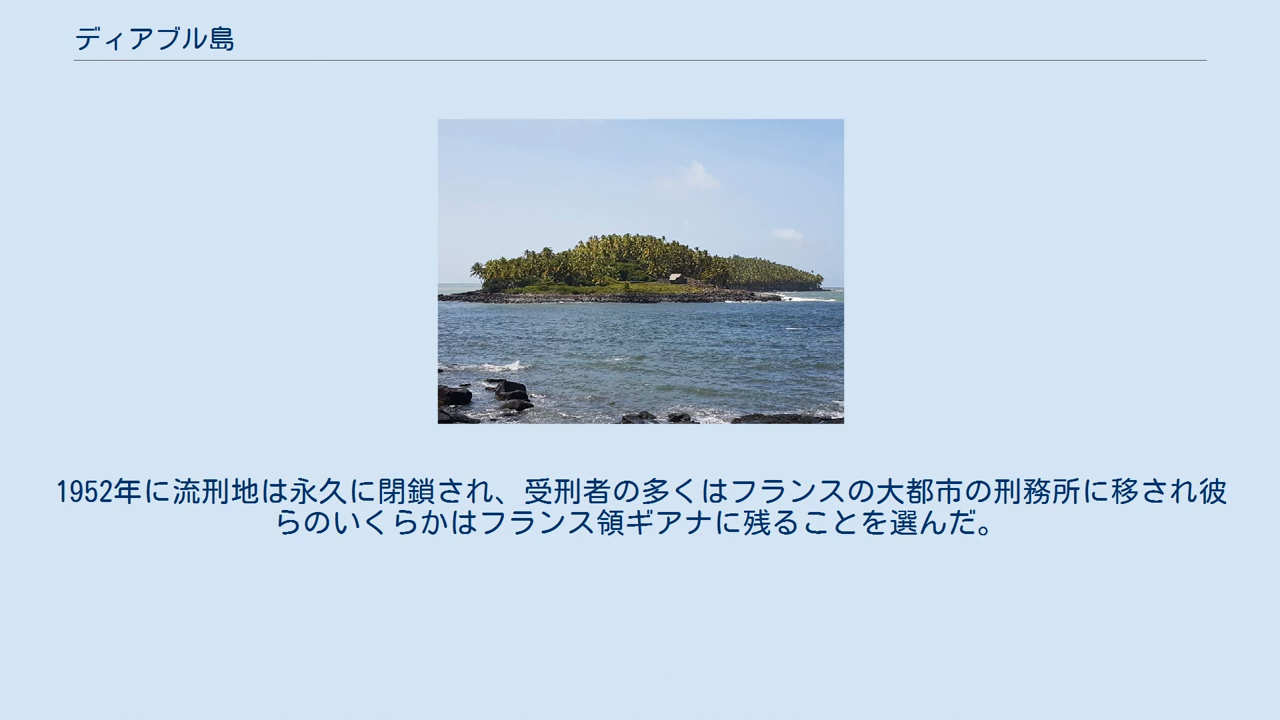 ディアブル島
1952年に流刑地は永久に閉鎖され、受刑者の多くはフランスの大都市の刑務所に移され彼
らのいくらかはフランス領ギアナに残ることを選んだ。